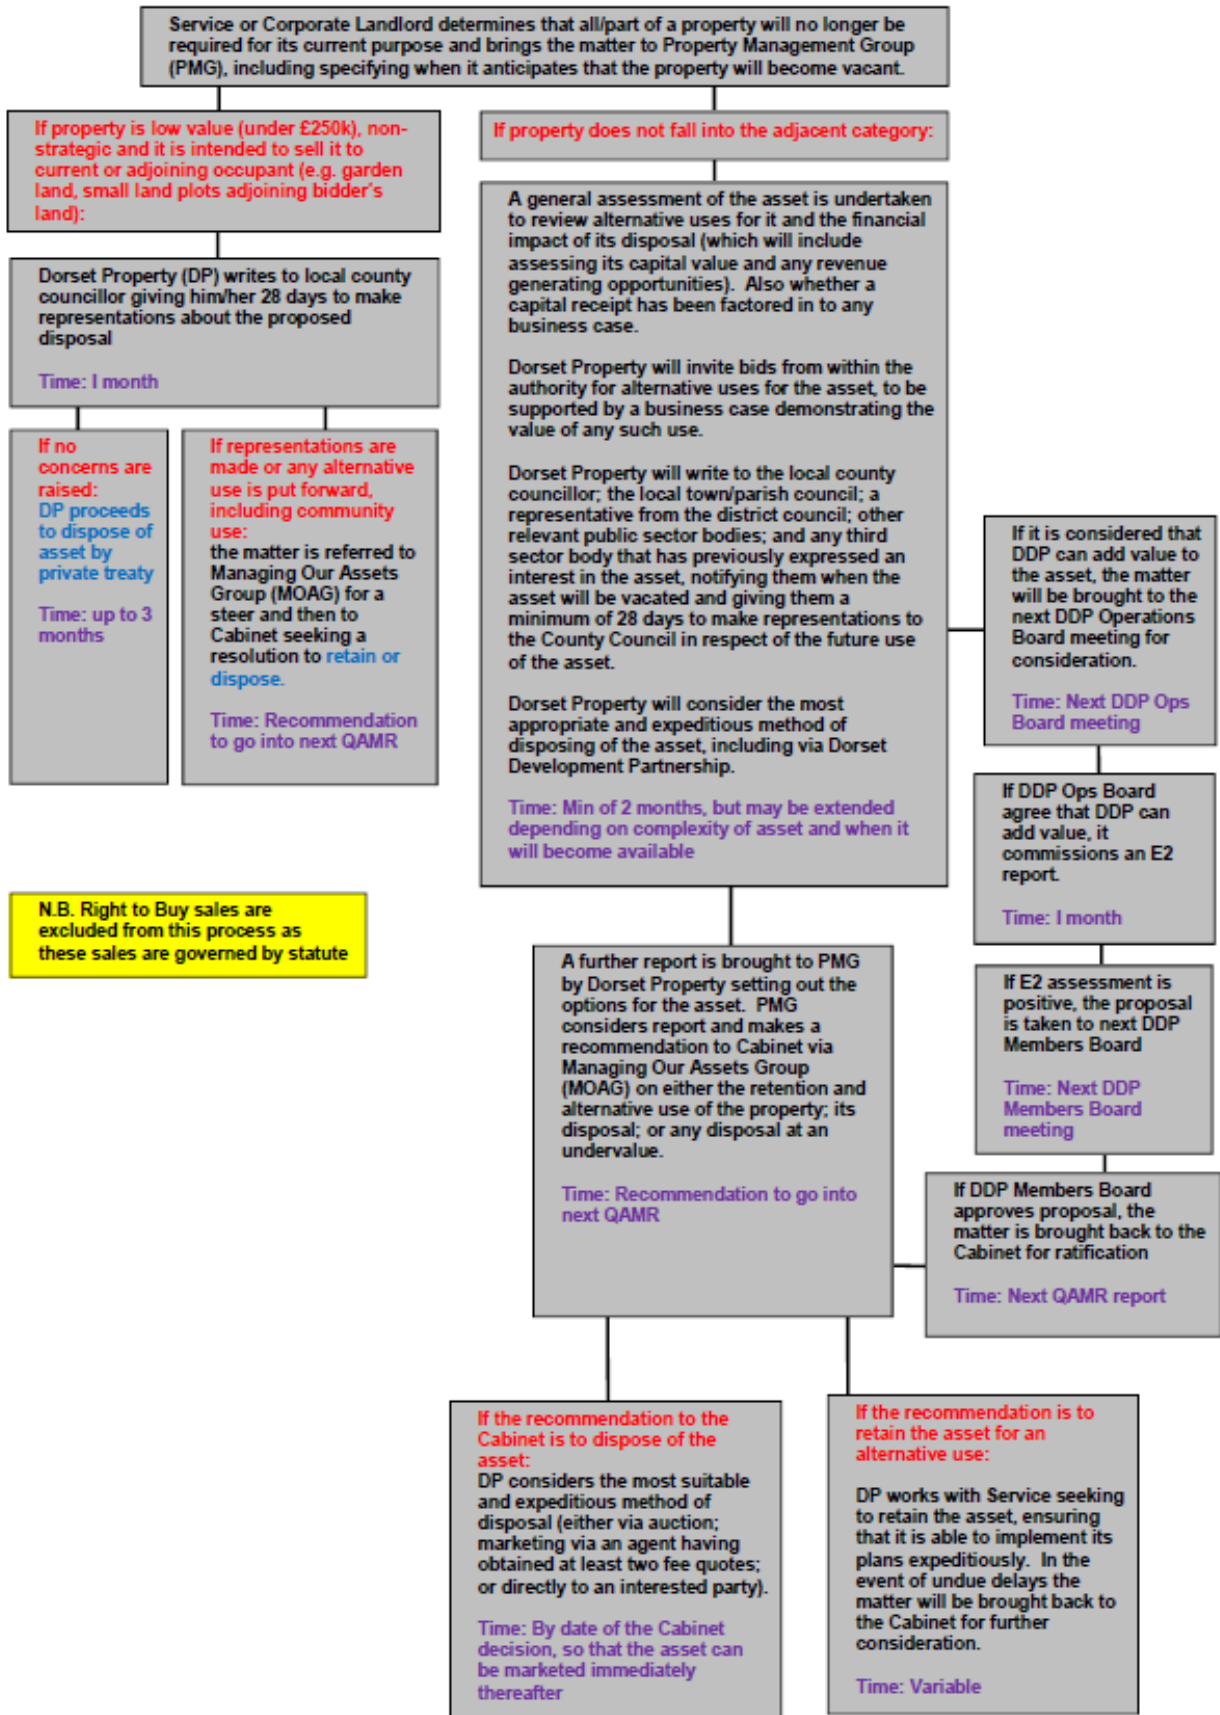 Service or Corporate Landlord determines that all/part of a property will no longer be
required for its current purpose and brings the matter to Property Management Group
(PMG), including specifying when it anticipates that the property will become vacant.
If property is low value (under £250k), non-
strategic and it is intended to sell it to
current or adjoining occupant (e.g. garden
land, small land plots adjoining bidder's
land):
Dorset Property (DP) writes to local county
councillor giving him/her 28 days to make
representations about the proposed
disposal
Time: I month
If no
concerns are
raised:
DP proceeds
to dispose of
asset by
private treaty
Time: up to 3
months
If representations are
made or any alternative
use is put forward,
including community
use:
the matter is referred to
Managing Our Assets
Group (MOAG) for a
steer and then to
Cabinet seeking a
resolution to retain or
dispose.
Time: Recommendation
to go into next QAMR
N.B. Right to Buy sales are
excluded from this process as
these sales are governed by statute
If property does not fall into the adjacent category:
A general assessment of the asset is undertaken
to review alternative uses for it and the financial
impact of its disposal (which will include
assessing its capital value and any revenue
generating opportunities). Also whether a
capital receipt has been factored in to any
business case.
Dorset Property will invite bids from within the
authority for alternative uses for the asset, to be
supported by a business case demonstrating the
value of any such use.
Dorset Property will write to the local county
councillor; the local town/parish council; a
representative from the district council; other
relevant public sector bodies; and any third
sector body that has previously expressed an
interest in the asset, notifying them when the
asset will be vacated and giving them a
minimum of 28 days to make representations to
the County Council in respect of the future use
of the asset.
Dorset Property will consider the most
appropriate and expeditious method of
disposing of the asset, including via Dorset
Development Partnership.
Time: Min of 2 months, but may be extended
depending on complexity of asset and when it
will become available
If it is considered that
DDP can add value to
the asset, the matter
will be brought to the
next DDP Operations
Board meeting for
consideration.
Time: Next DDP Ops
Board meeting
If DDP Ops Board
agree that DDP can
add value, it
commissions an E2
report.
Time: I month
If E2 assessment is
positive, the proposal
is taken to next DDP
Members Board
Time: Next DDP
Members Board
meeting
If DDP Members Board
approves proposal, the
matter is brought back to the
Cabinet for ratification
Time: Next QAMR report
A further report is brought to PMG
by Dorset Property setting out the
options for the asset. PMG
considers report and makes a
recommendation to Cabinet via
Managing Our Assets Group
(MOAG) on either the retention and
alternative use of the property; its
disposal; or any disposal at an
undervalue.
Time: Recommendation to go into
next QAMR
If the recommendation to the
Cabinet is to dispose of the
asset:
DP considers the most suitable
and expeditious method of
disposal (either via auction;
marketing via an agent having
obtained at least two fee quotes;
or directly to an interested party).
Time: By date of the Cabinet
decision, so that the asset can
be marketed immediately
thereafter
If the recommendation is to
retain the asset for an
alternative use:
DP works with Service seeking
to retain the asset, ensuring
that it is able to implement its
plans expeditiously. In the
event of undue delays the
matter will be brought back to
the Cabinet for further
consideration.
Time: Variable